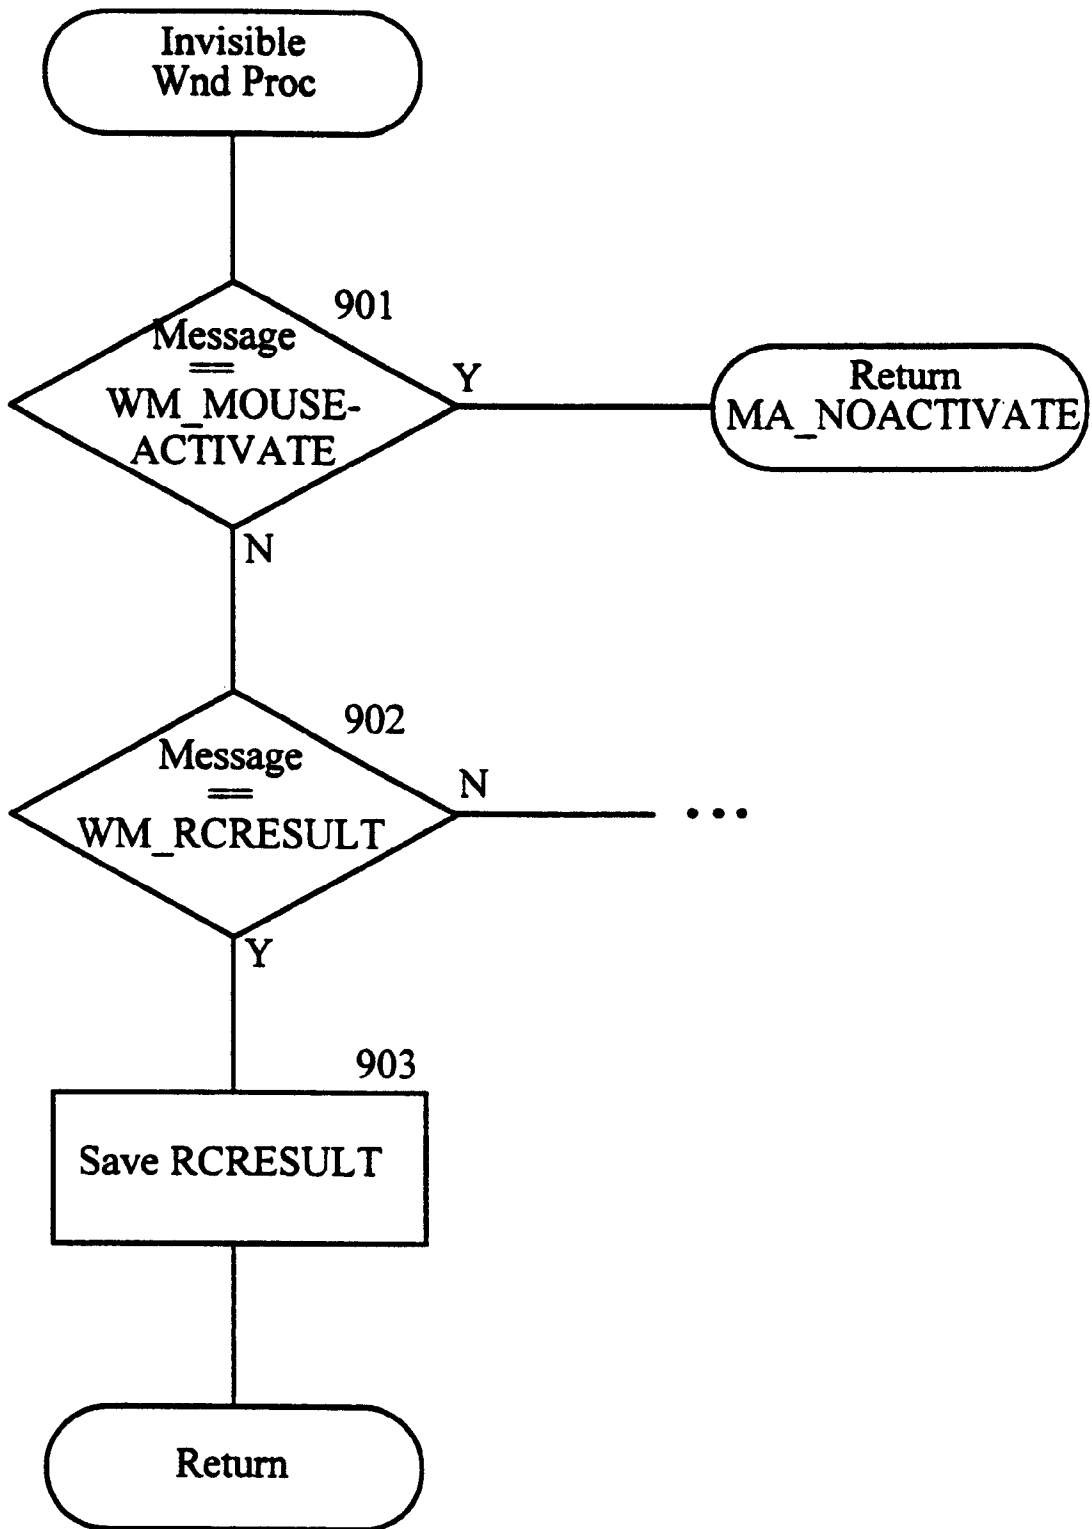 Invisible
Wnd Proc
901
Message
==
WM_MOUSE-
ACTIVATE
Y
Return
MA_NOACTIVATE
N
902
Message
==
WM_RCRESULT
N
...
Y
903
Save RCRESULT
Return